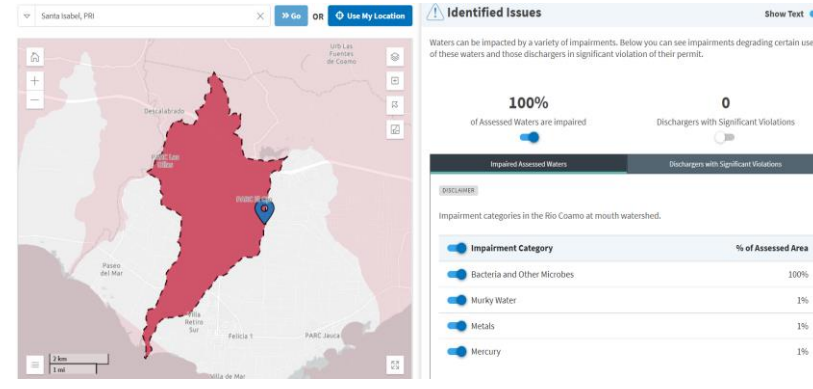 Santa Isabel, PRI
Go
OR
Use My Location
Urb Las
Fuentes
de Coamo
Descalabrado
PARC Jauca
Paseo
del Mar
Villa
Retiro
Sur
Felicia 1
Villa de Mar
2 km
1 mi
Identified Issues
Show Text
Waters can be impacted by a variety of impairments. Below you can see impairments degrading certain use
of these waters and those dischargers in significant violation of their permit.
100%
of Assessed Waters are impaired
0
Dischargers with Significant Violations
Impaired Assessed Waters
Dischargers with Significant Violations
DISCLAIMER
Impairment categories in the Rio Coamo at mouth watershed.
Impairment Category % of Assessed Area
Bacteria and Other Microbes 100%
Murky Water 1%
Metals 1%
Mercury 1%